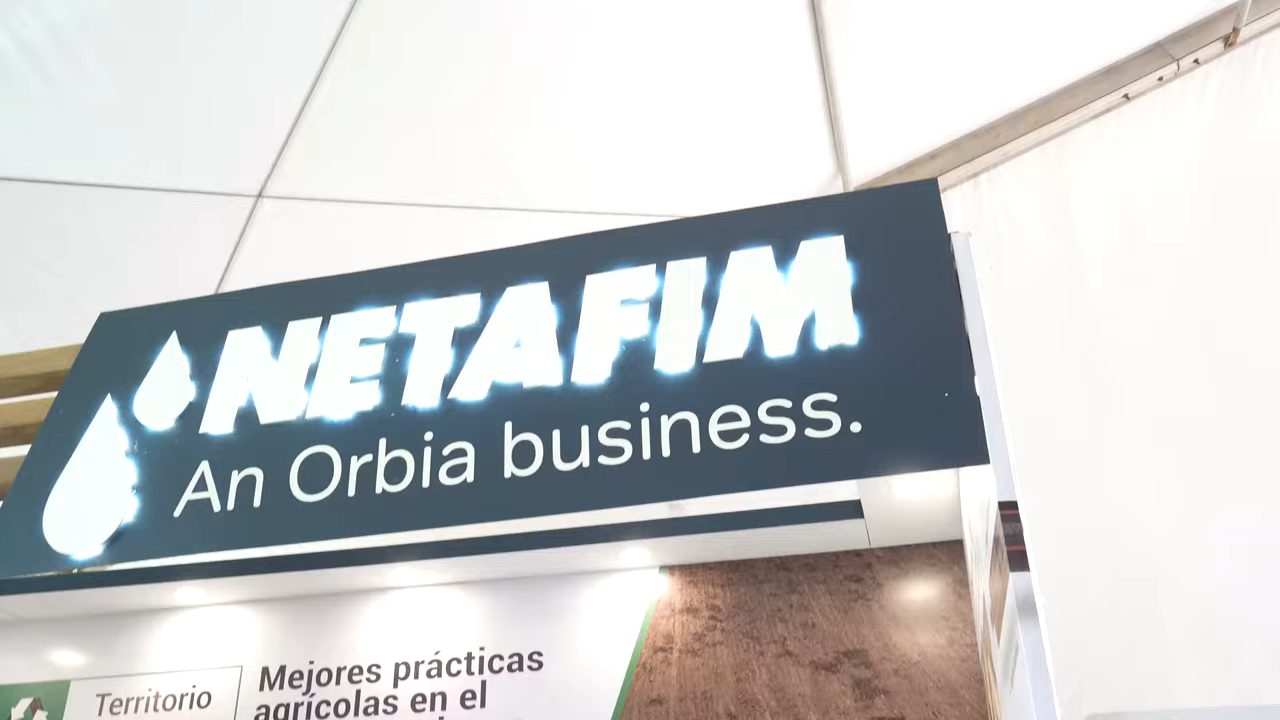 NETAFIM
An Orbia business.
Territorio
Mejores prácticas
agrícolas en el